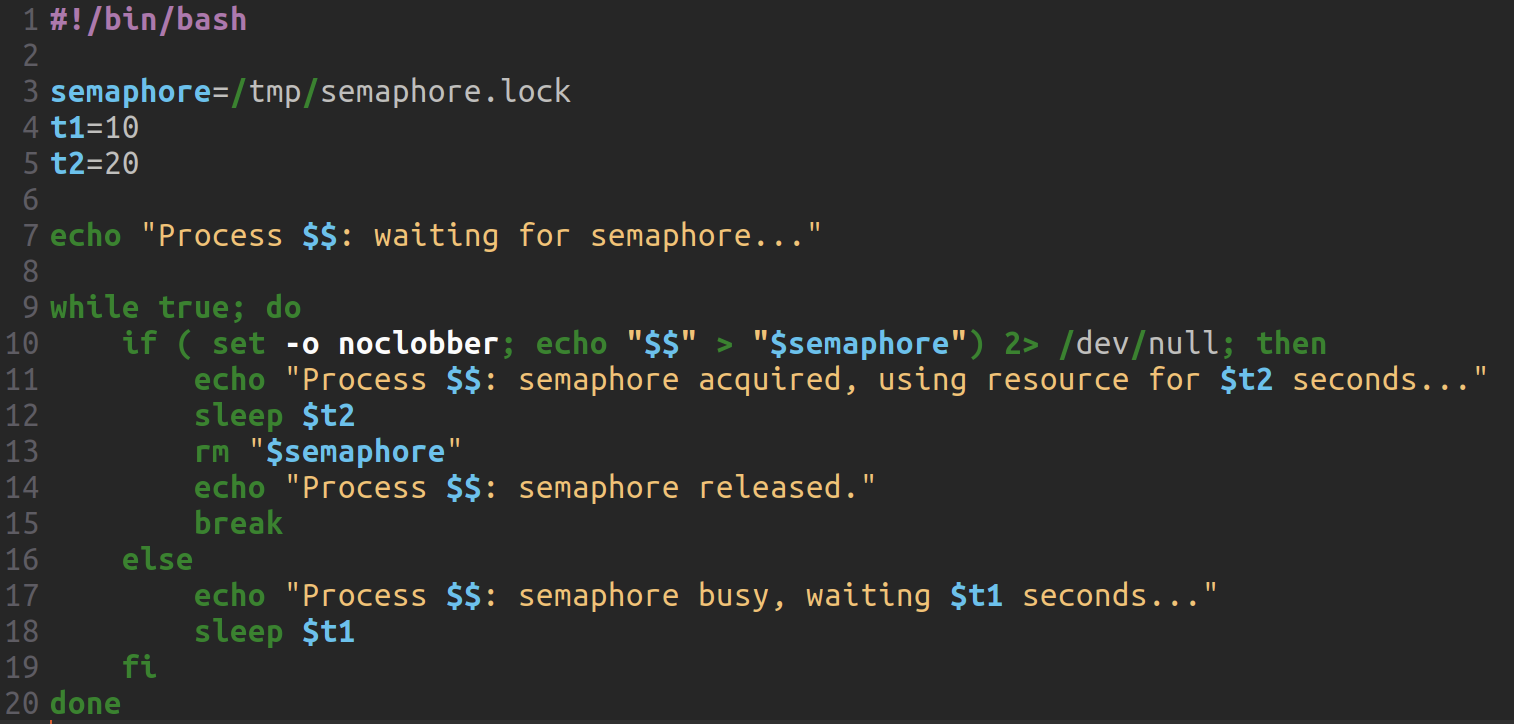 1 #!/bin/bash
2
3 semaphore=/tmp/semaphore.lock
4 t1=10
5 t2=20
6
7 echo "Process $$: waiting for semaphore..."
8
9 while true; do
10     if ( set -o noclobber; echo "$$" > "$semaphore") 2> /dev/null; then
11         echo "Process $$: semaphore acquired, using resource for $t2 seconds..."
12         sleep $t2
13         rm "$semaphore"
14         echo "Process $$: semaphore released."
15         break
16     else
17         echo "Process $$: semaphore busy, waiting $t1 seconds..."
18         sleep $t1
19     fi
20 done